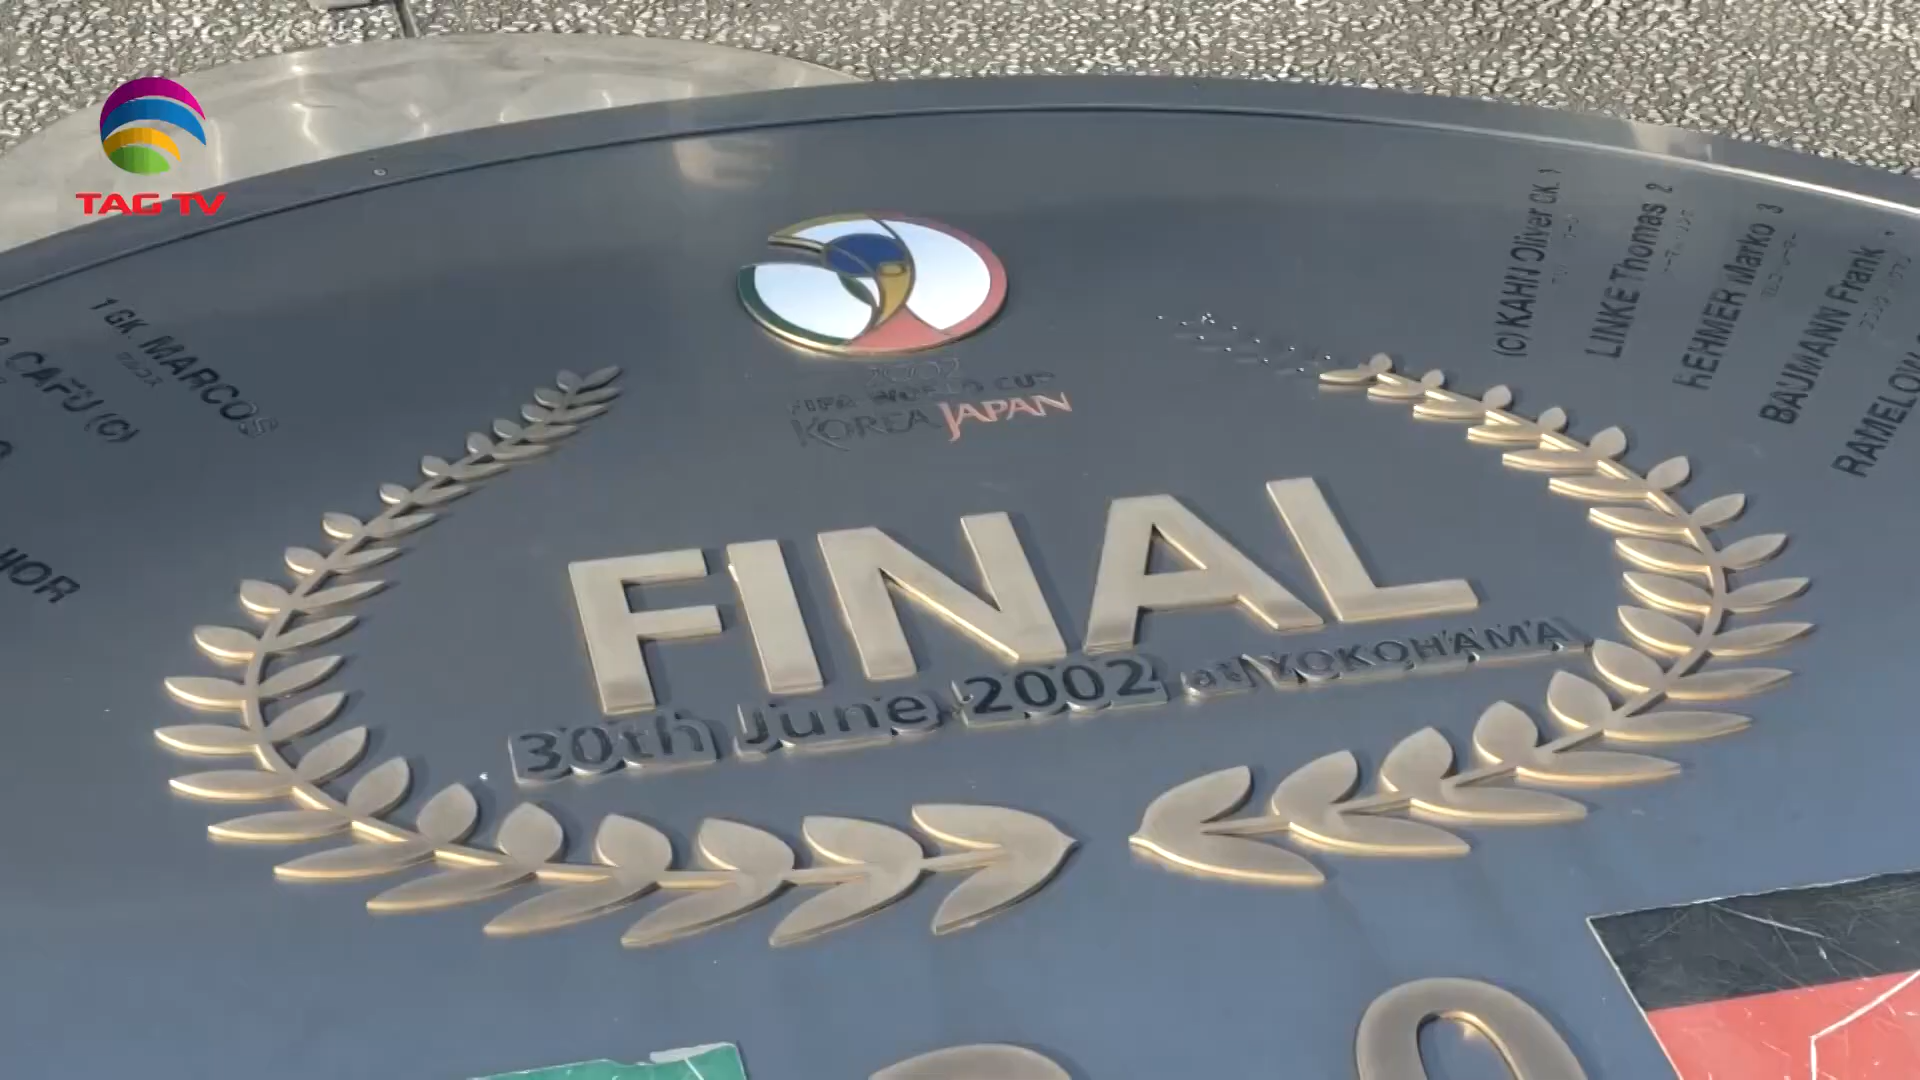 TAG TV
1 GK. MARCOS
CAFU (C)
2002
FIFA WORLD CUP
KOREA JAPAN
FINAL
30th June 2002 at YOKOHAMA
(C) KAHN Oliver GK. 1
LINKE Thomas 2
REHMER Marko 3
BAUMANN Frank
RAMELOW
0